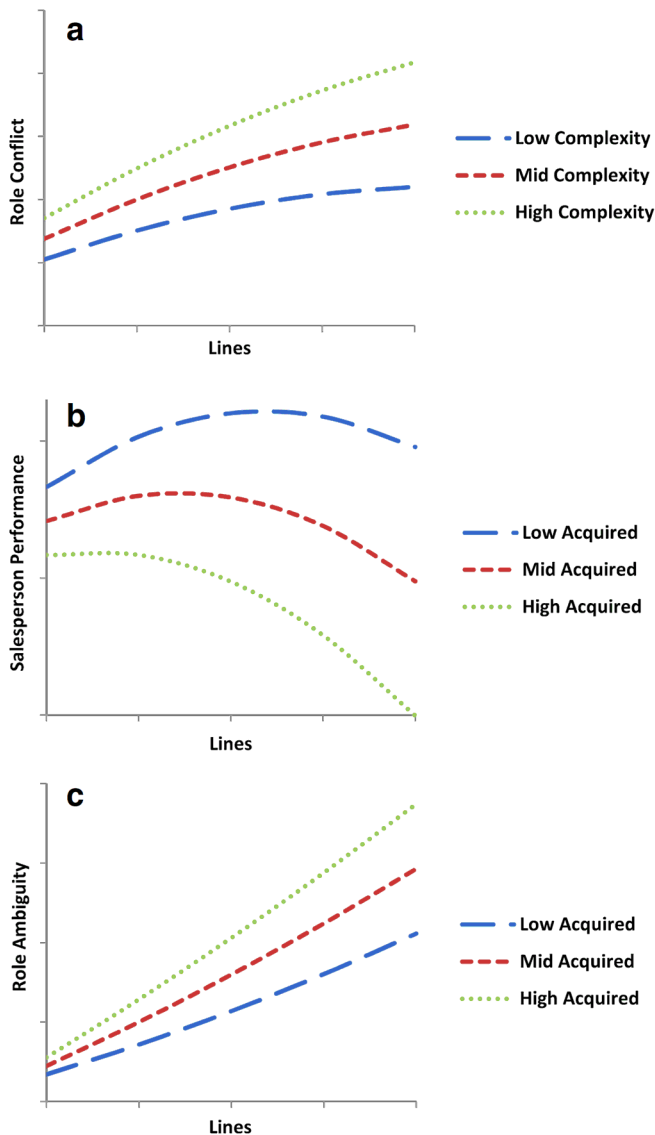 a
Role Conflict
Low Complexity
Mid Complexity
High Complexity
Lines
b
Salesperson Performance
Low Acquired
Mid Acquired
High Acquired
Lines
c
Role Ambiguity
Low Acquired
Mid Acquired
High Acquired
Lines